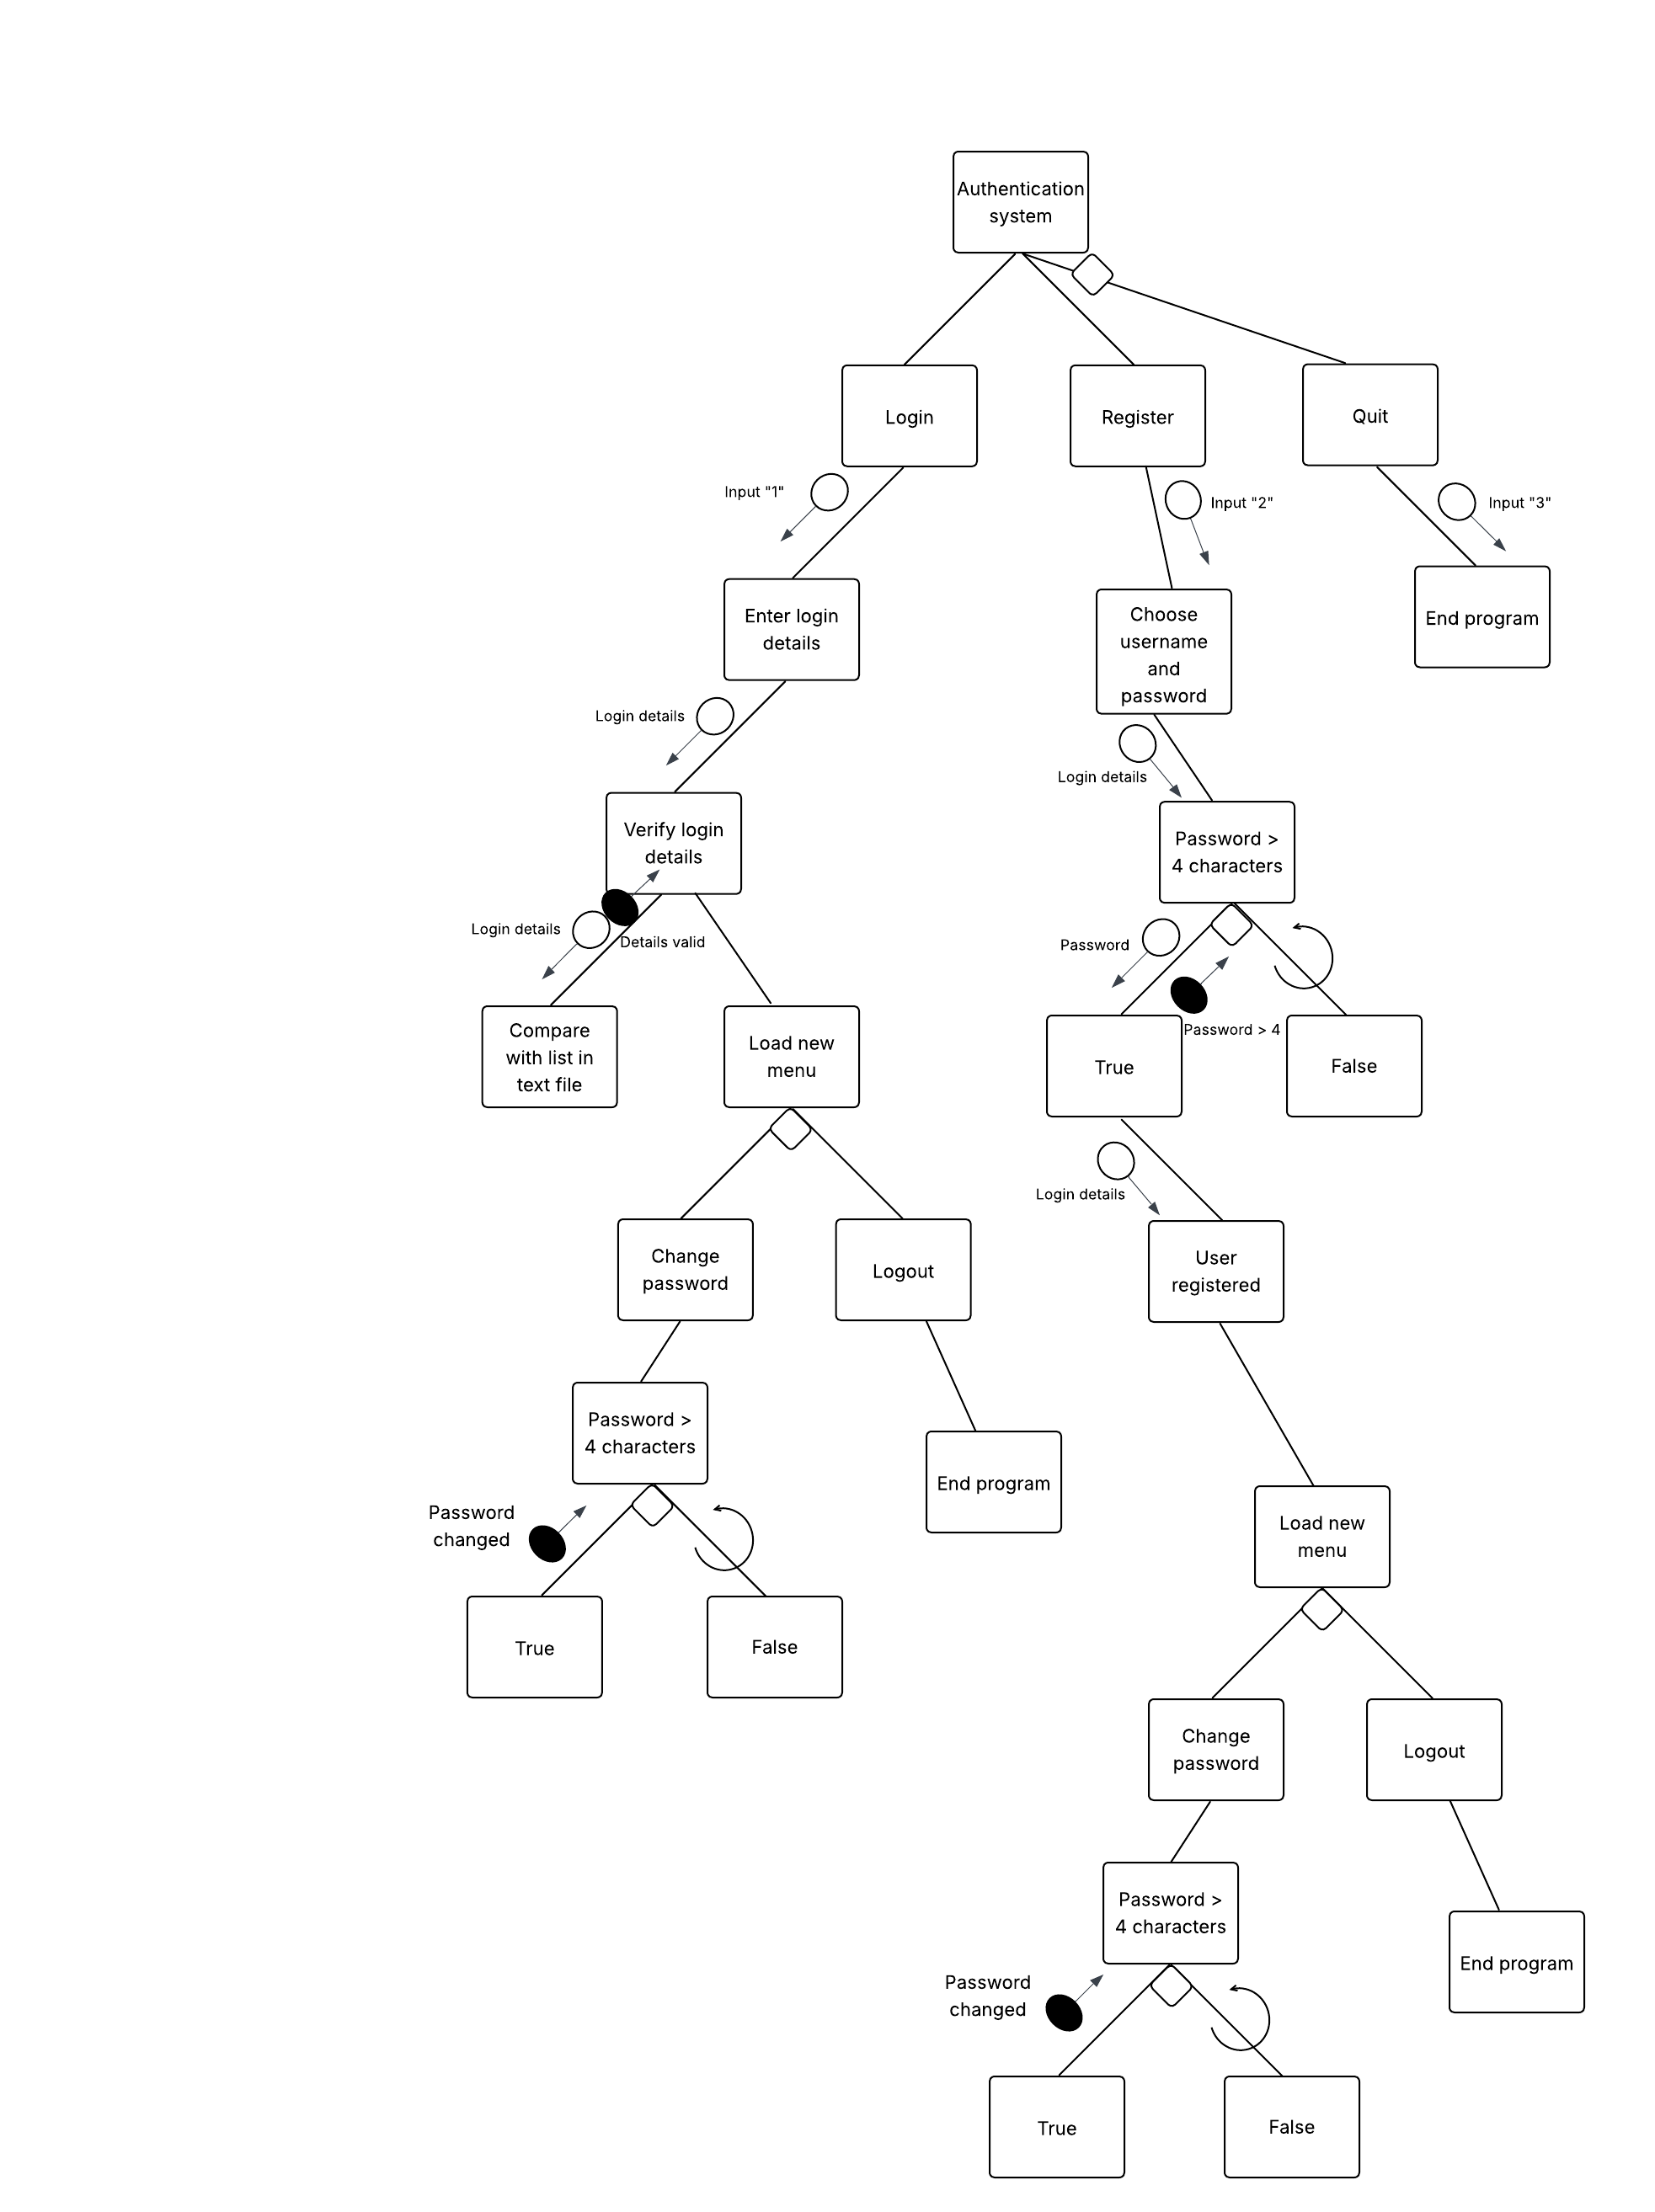 Authentication
system
Login
Register
Quit
Input "1"
Input "2"
Input "3"
Enter login
details
Choose
username
and
password
End program
Login details
Login details
Verify login
details
Password >
4 characters
Login details
Details valid
Password
Password > 4
Compare
with list in
text file
Load new
menu
True
False
Login details
Change
password
Logout
User
registered
Password >
4 characters
End program
Password
changed
Load new
menu
True
False
Change
password
Logout
Password >
4 characters
End program
Password
changed
True
False